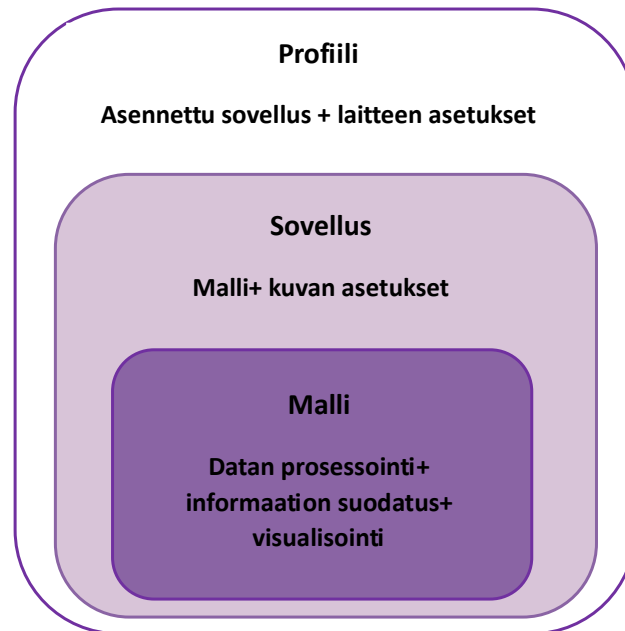 Profiili
Asennettu sovellus + laitteen asetukset
Sovellus
Malli+ kuvan asetukset
Malli
Datan prosessointi+
informaation suodatus+
visualisointi